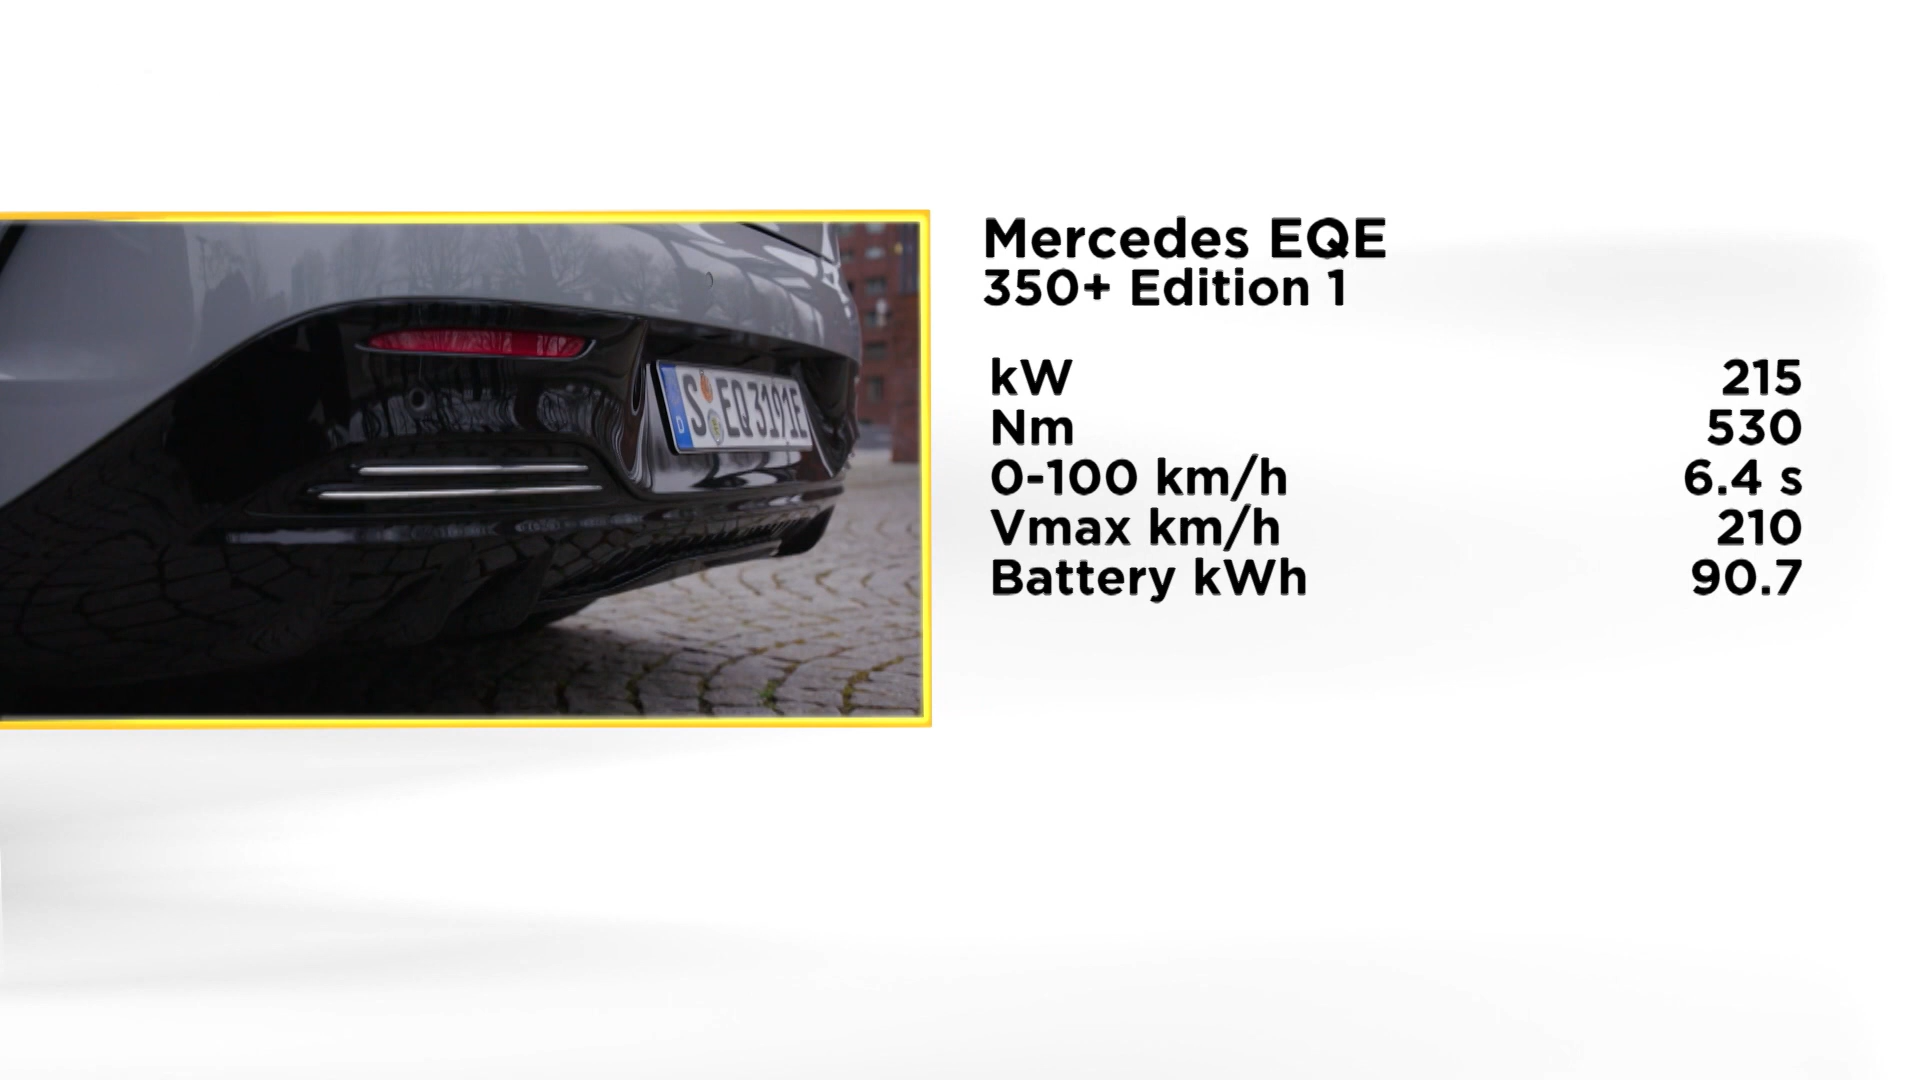 Mercedes EQE
350+ Edition 1
kW 215
Nm 530
0-100 km/h 6.4 s
Vmax km/h 210
Battery kWh 90.7
S EQ 3191E
D